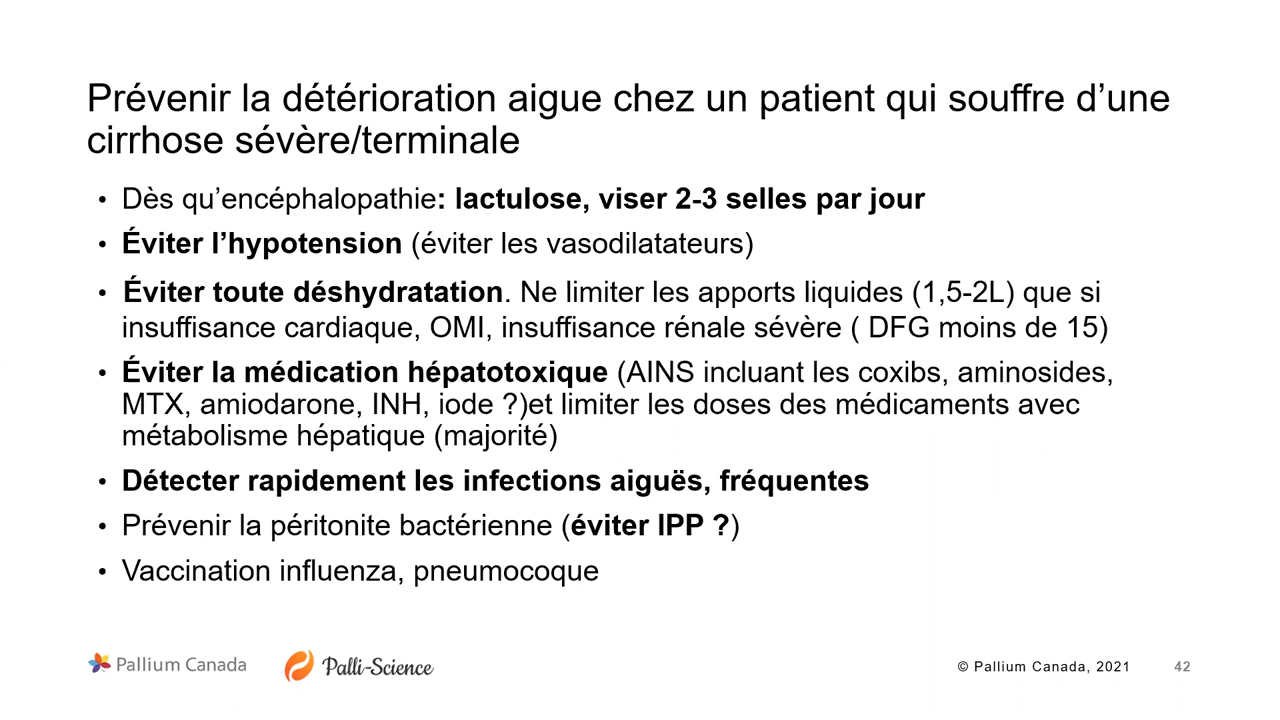 Prévenir la détérioration aigue chez un patient qui souffre d’une
cirrhose sévère/terminale
• Dès qu’encéphalopathie: lactulose, viser 2-3 selles par jour
• Éviter l’hypotension (éviter les vasodilatateurs)
• Éviter toute déshydratation. Ne limiter les apports liquides (1,5-2L) que si
insuffisance cardiaque, OMI, insuffisance rénale sévère ( DFG moins de 15)
• Éviter la médication hépatotoxique (AINS incluant les coxibs, aminosides,
MTX, amiodarone, INH, iode ?)et limiter les doses des médicaments avec
métabolisme hépatique (majorité)
• Détecter rapidement les infections aiguës, fréquentes
• Prévenir la péritonite bactérienne (éviter IPP ?)
• Vaccination influenza, pneumocoque
Pallium Canada Palli-Science © Pallium Canada, 2021 42